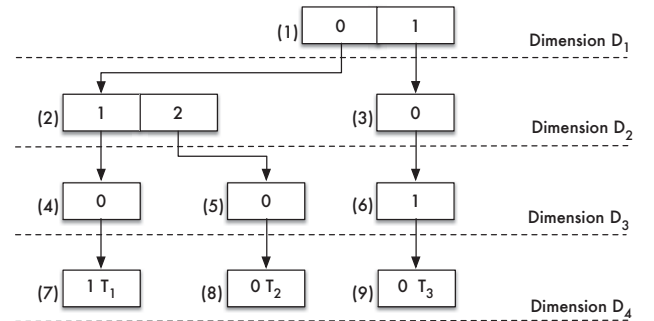 (1) 0 1 Dimension D1
(2) 1 2 (3) 0 Dimension D2
(4) 0 (5) 0 (6) 1 Dimension D3
(7) 1 T1 (8) 0 T2 (9) 0 T3 Dimension D4